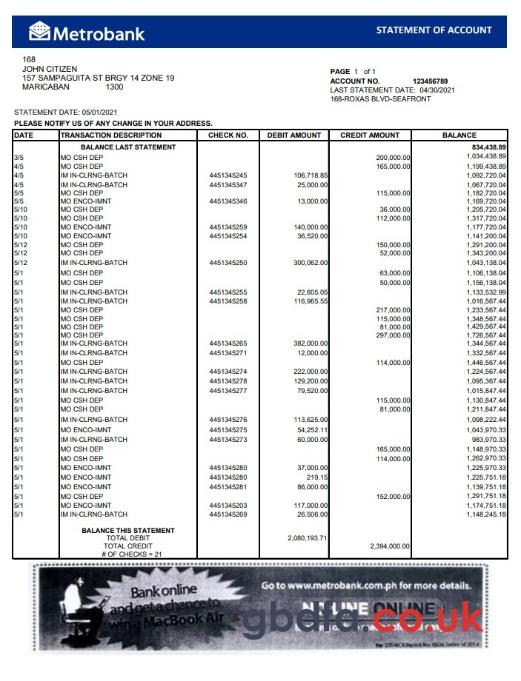 Metrobank STATEMENT OF ACCOUNT
168
JOHN CITIZEN
157 SAMPAGUITA ST BRGY 14 ZONE 19
MARICABAN 1300
PAGE 1 of 1
ACCOUNT NO. 123456789
LAST STATEMENT DATE: 04/30/2021
168-ROXAS BLVD-SEAFRONT
STATEMENT DATE: 05/01/2021
PLEASE NOTIFY US OF ANY CHANGE IN YOUR ADDRESS.
DATE TRANSACTION DESCRIPTION CHECK NO. DEBIT AMOUNT CREDIT AMOUNT BALANCE
BALANCE LAST STATEMENT 834,438.89
3/5 MO CSH DEP 200,000.00 1,034,438.89
4/5 MO CSH DEP 165,000.00 1,199,438.89
4/5 IM IN-CLRNG-BATCH 4451345245 106,718.85 1,092,720.04
4/5 IM IN-CLRNG-BATCH 4451345347 25,000.00 1,067,720.04
5/5 MO CSH DEP 115,000.00 1,182,720.04
5/5 MO ENCO-IMNT 4451345346 13,000.00 1,169,720.04
5/10 MO CSH DEP 36,000.00 1,205,720.04
5/10 MO CSH DEP 112,000.00 1,317,720.04
5/10 MO ENCO-IMNT 4451345259 140,000.00 1,177,720.04
5/10 MO ENCO-IMNT 4451345254 36,520.00 1,141,200.04
5/12 MO CSH DEP 150,000.00 1,291,200.04
5/12 MO CSH DEP 52,000.00 1,343,200.04
5/12 IM IN-CLRNG-BATCH 4451345250 300,062.00 1,043,138.04
5/1 MO CSH DEP 63,000.00 1,106,138.04
5/1 MO CSH DEP 50,000.00 1,156,138.04
5/1 IM IN-CLRNG-BATCH 4451345255 22,605.05 1,133,532.99
5/1 IM IN-CLRNG-BATCH 4451345258 116,965.55 1,016,567.44
5/1 MO CSH DEP 217,000.00 1,233,567.44
5/1 MO CSH DEP 115,000.00 1,348,567.44
5/1 MO CSH DEP 81,000.00 1,429,567.44
5/1 MO CSH DEP 297,000.00 1,726,567.44
5/1 IM IN-CLRNG-BATCH 4451345265 382,000.00 1,344,567.44
5/1 IM IN-CLRNG-BATCH 4451345271 12,000.00 1,332,567.44
5/1 MO CSH DEP 114,000.00 1,446,567.44
5/1 IM IN-CLRNG-BATCH 4451345274 222,000.00 1,224,567.44
5/1 IM IN-CLRNG-BATCH 4451345278 129,200.00 1,095,367.44
5/1 IM IN-CLRNG-BATCH 4451345277 79,520.00 1,015,847.44
5/1 MO CSH DEP 115,000.00 1,130,847.44
5/1 MO CSH DEP 81,000.00 1,211,847.44
5/1 IM IN-CLRNG-BATCH 4451345276 113,625.00 1,098,222.44
5/1 MO ENCO-IMNT 4451345275 54,252.11 1,043,970.33
5/1 IM IN-CLRNG-BATCH 4451345273 60,000.00 983,970.33
5/1 MO CSH DEP 165,000.00 1,148,970.33
5/1 MO CSH DEP 114,000.00 1,262,970.33
5/1 MO ENCO-IMNT 4451345280 37,000.00 1,225,970.33
5/1 MO ENCO-IMNT 4451345280 219.15 1,225,751.18
5/1 MO ENCO-IMNT 4451345281 86,000.00 1,139,751.18
5/1 MO CSH DEP 152,000.00 1,291,751.18
5/1 MO ENCO-IMNT 4451345203 117,000.00 1,174,751.18
5/1 IM IN-CLRNG-BATCH 4451345269 26,506.00 1,148,245.18
BALANCE THIS STATEMENT
TOTAL DEBIT 2,080,193.71
TOTAL CREDIT 2,394,000.00
# OF CHECKS = 21
Bank online
and get a chance to
win a MacBook Air
Go to www.metrobank.com.ph for more details.
ONLINE
gbdfa.co.uk